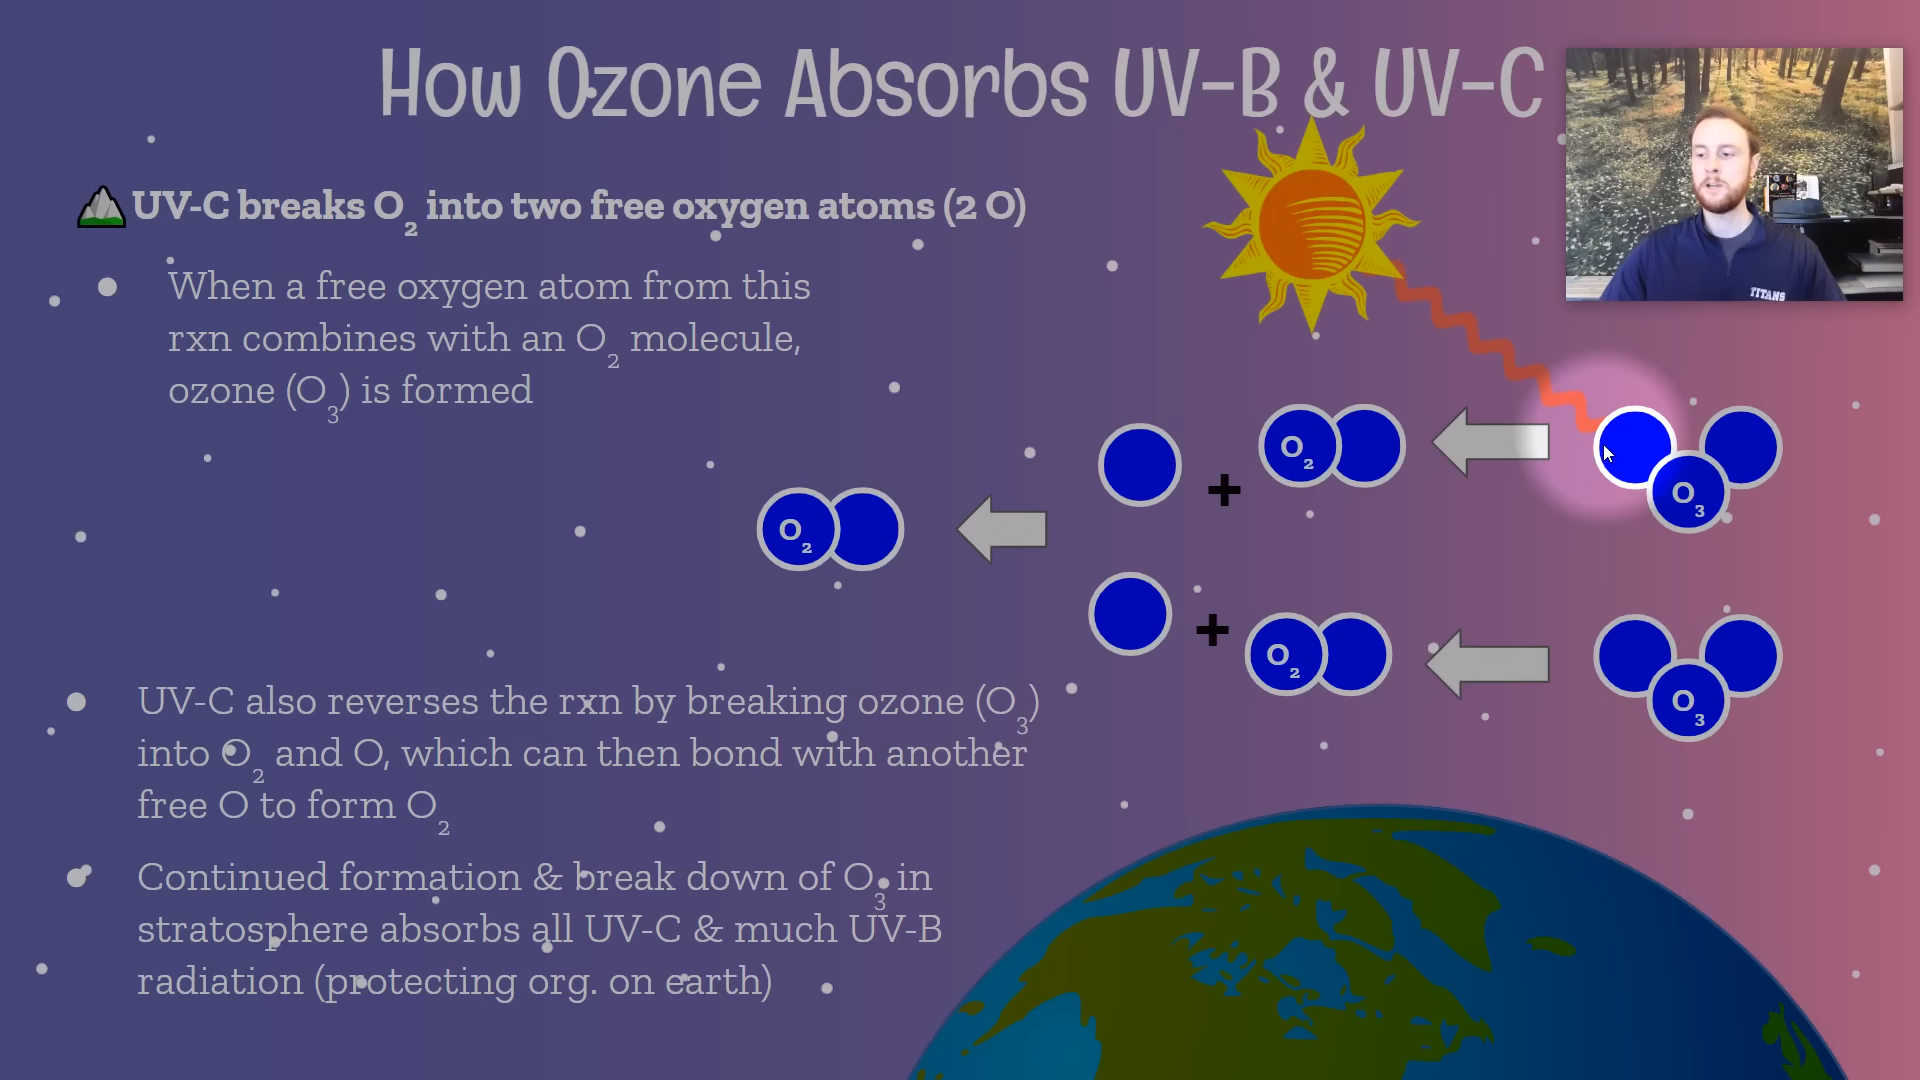 How Ozone Absorbs UV-B & UV-C
UV-C breaks O₂ into two free oxygen atoms (2 O)
When a free oxygen atom from this
rxn combines with an O₂ molecule,
ozone (O₃) is formed
TITANS
O₂
+
O₃
O₂
+
O₂
O₃
UV-C also reverses the rxn by breaking ozone (O₃)
into O₂ and O, which can then bond with another
free O to form O₂
Continued formation & break down of O₃ in
stratosphere absorbs all UV-C & much UV-B
radiation (protecting org. on earth)